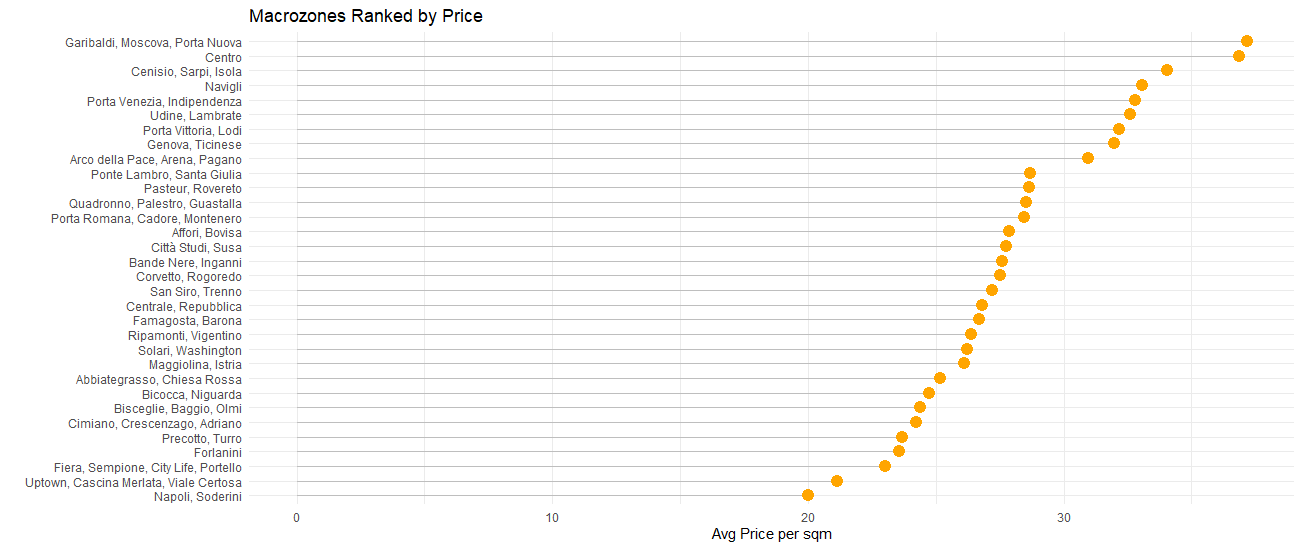 Macrozones Ranked by Price
Garibaldi, Moscova, Porta Nuova
Centro
Cenisio, Sarpi, Isola
Navigli
Porta Venezia, Indipendenza
Udine, Lambrate
Porta Vittoria, Lodi
Genova, Ticinese
Arco della Pace, Arena, Pagano
Ponte Lambro, Santa Giulia
Pasteur, Rovereto
Quadronno, Palestro, Guastalla
Porta Romana, Cadore, Montenero
Affori, Bovisa
Città Studi, Susa
Bande Nere, Inganni
Corvetto, Rogoredo
San Siro, Trenno
Centrale, Repubblica
Famagosta, Barona
Ripamonti, Vigentino
Solari, Washington
Maggiolina, Istria
Abbiategrasso, Chiesa Rossa
Bicocca, Niguarda
Bisceglie, Baggio, Olmi
Cimiano, Crescenzago, Adriano
Precotto, Turro
Forlanini
Fiera, Sempione, City Life, Portello
Uptown, Cascina Merlata, Viale Certosa
Napoli, Soderini
0 10 20 30
Avg Price per sqm